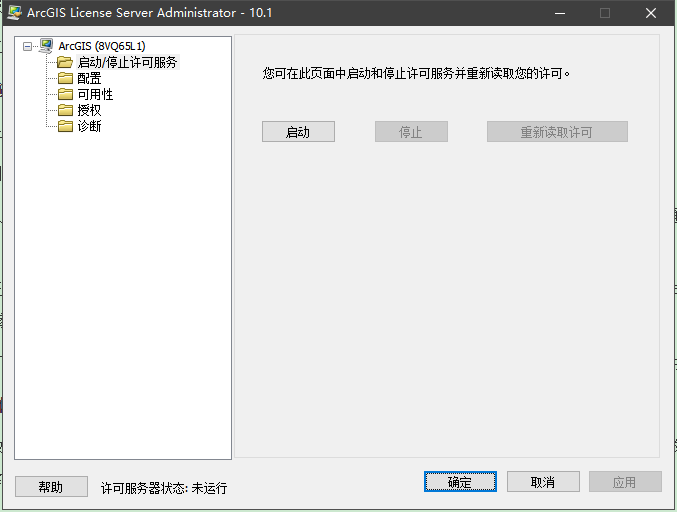 ArcGIS License Server Administrator - 10.1
ArcGIS (8VQ65L1)
启动/停止许可服务
配置
可用性
授权
诊断
您可在此页面中启动和停止许可服务并重新读取您的许可。
启动 停止 重新读取许可
帮助 许可服务器状态: 未运行 确定 取消 应用